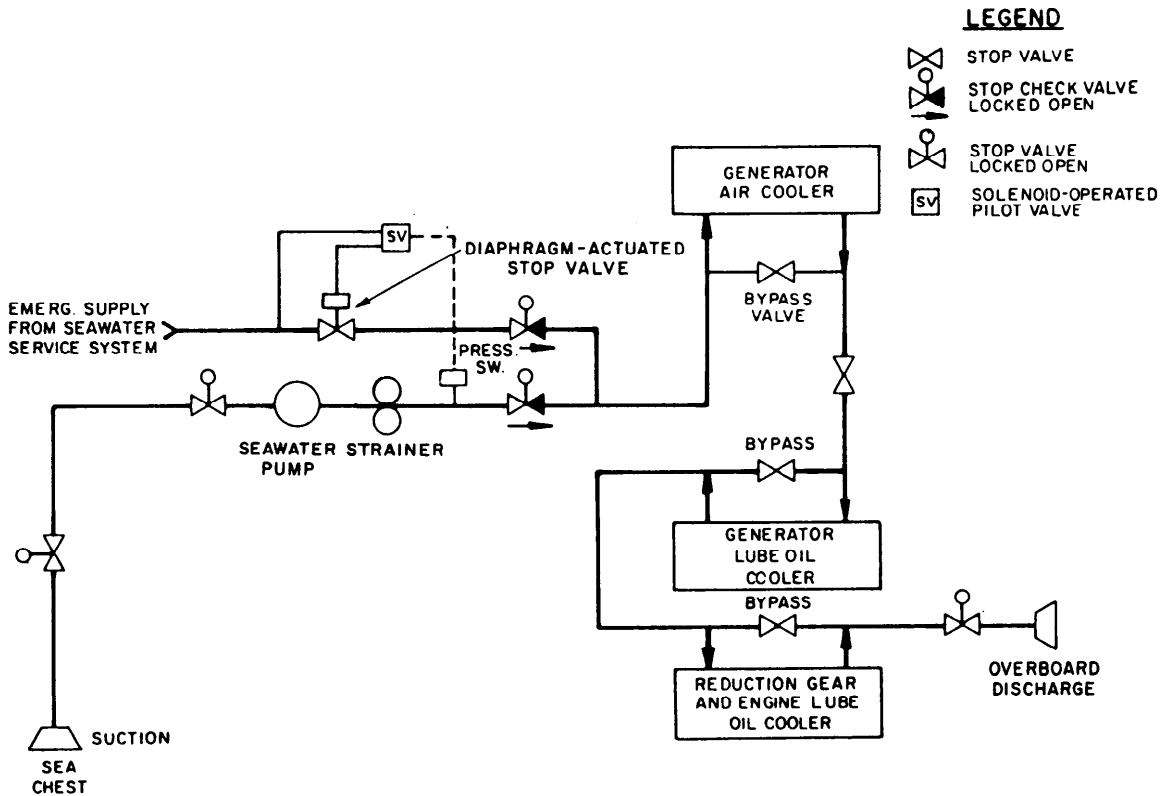 LEGEND
STOP VALVE
STOP CHECK VALVE
LOCKED OPEN
STOP VALVE
LOCKED OPEN
SV
SOLENOID-OPERATED
PILOT VALVE
GENERATOR
AIR COOLER
SV
DIAPHRAGM-ACTUATED
STOP VALVE
BYPASS
VALVE
EMERG. SUPPLY
FROM SEAWATER
SERVICE SYSTEM
PRESS.
SW.
SEAWATER
PUMP
STRAINER
BYPASS
GENERATOR
LUBE OIL
COOLER
BYPASS
REDUCTION GEAR
AND ENGINE LUBE
OIL COOLER
OVERBOARD
DISCHARGE
SUCTION
SEA
CHEST